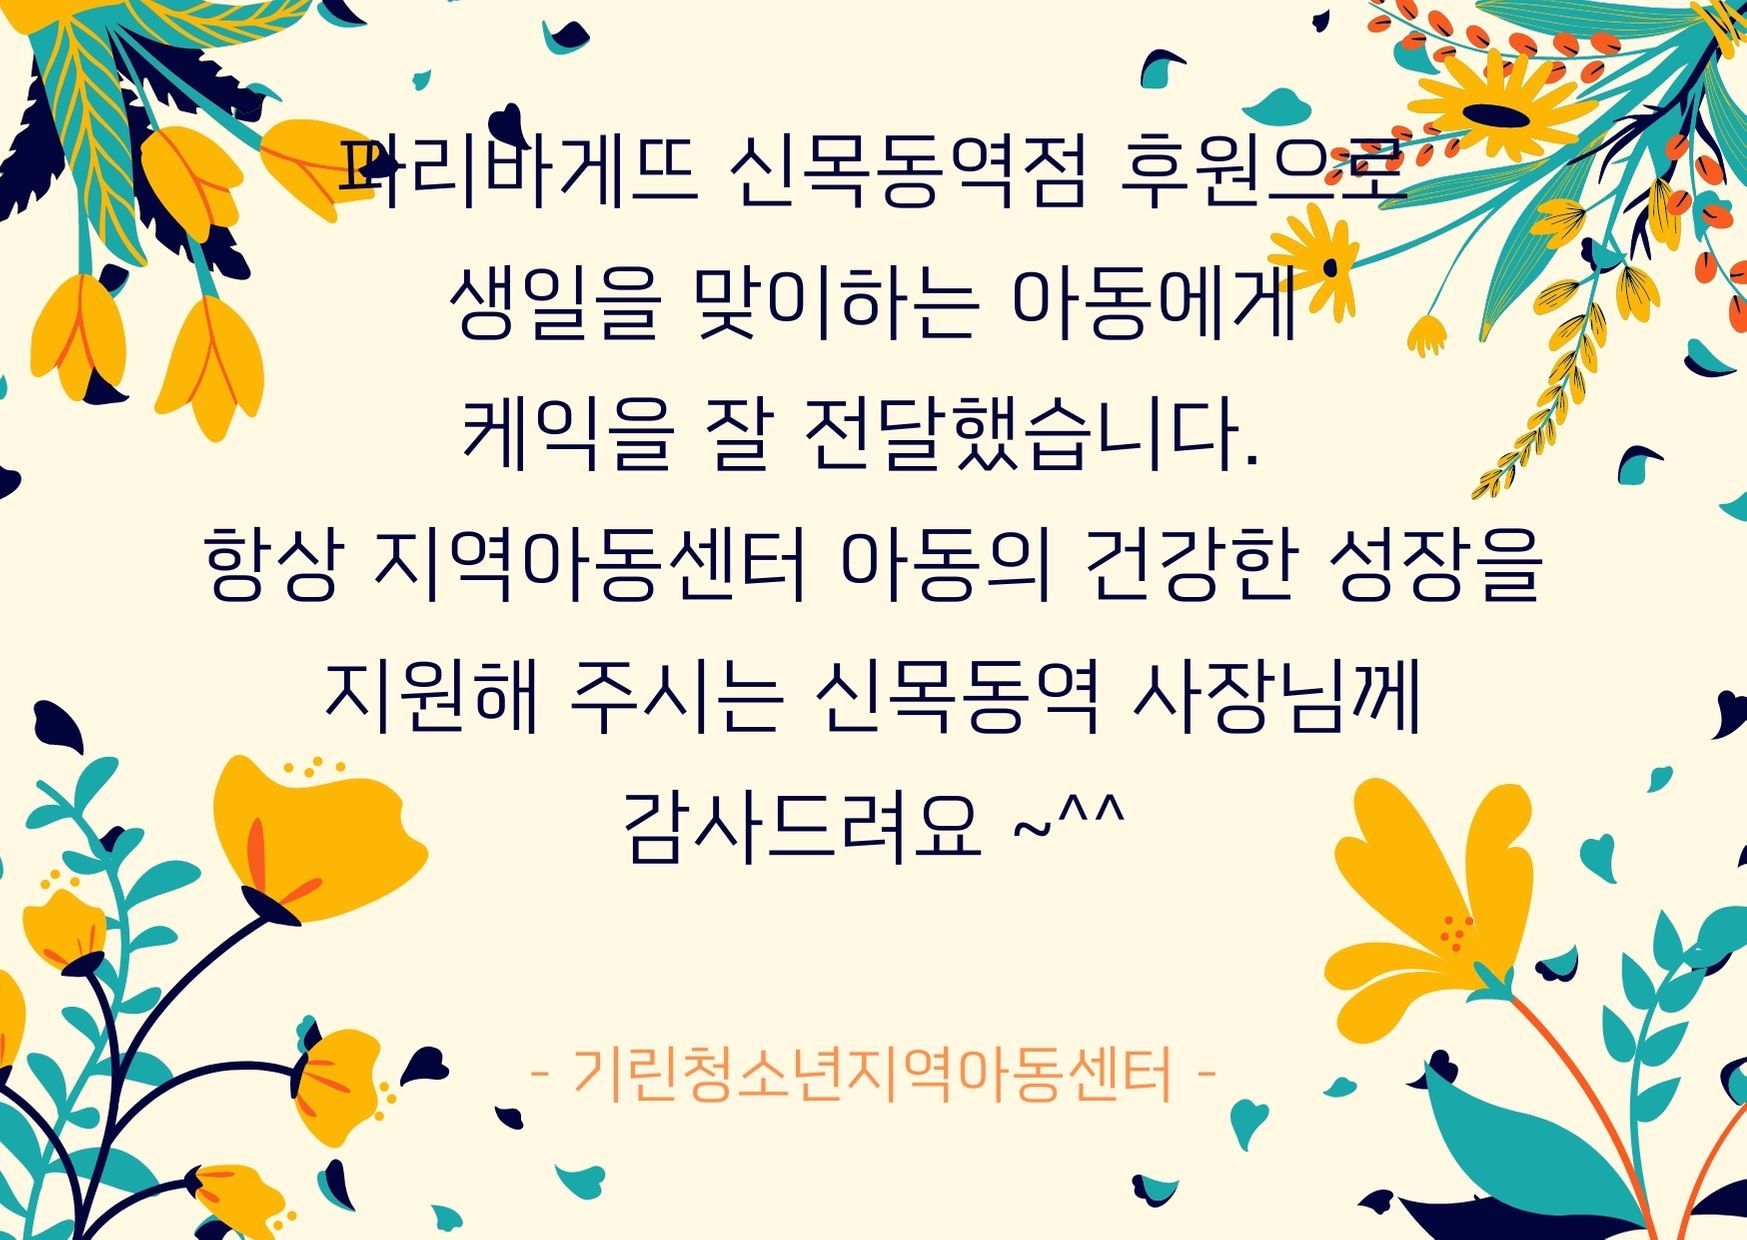 파리바게뜨 신목동역점 후원으로
생일을 맞이하는 아동에게
케익을 잘 전달했습니다.
항상 지역아동센터 아동의 건강한 성장을
지원해 주시는 신목동역 사장님께
감사드려요 ~^^
- 기린청소년지역아동센터 -